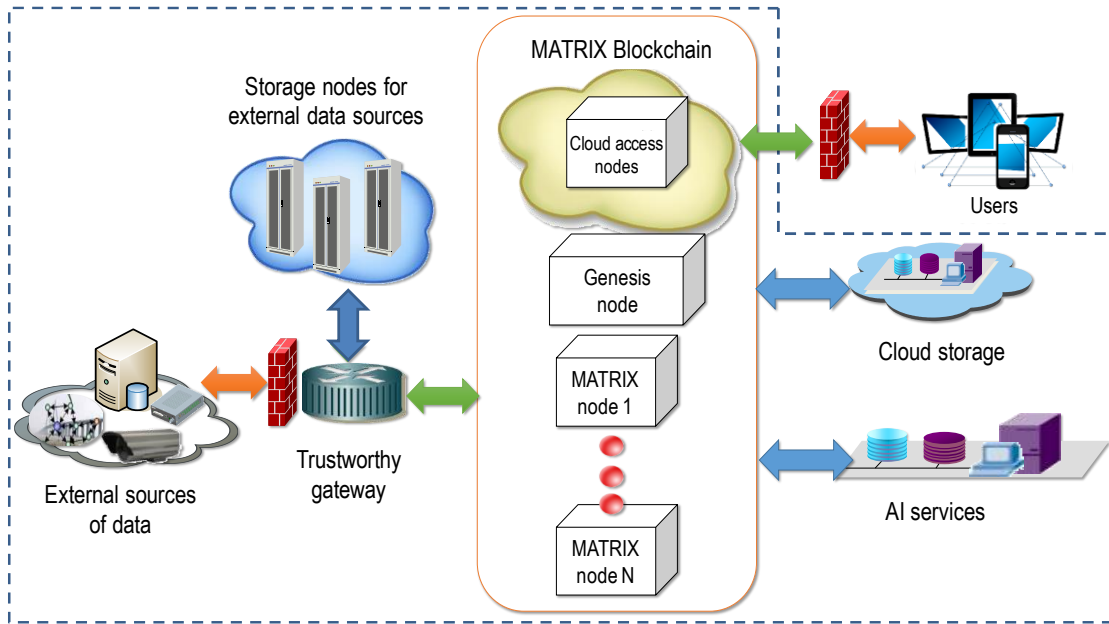 MATRIX Blockchain
Storage nodes for
external data sources
Cloud access
nodes
Users
Genesis
node
Cloud storage
MATRIX
node 1
Trustworthy
gateway
External sources
of data
AI services
MATRIX
node N